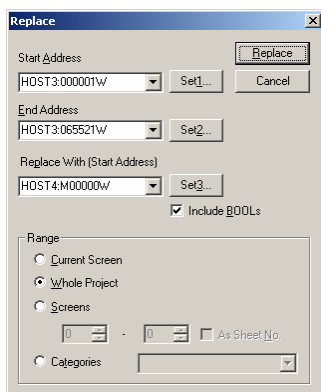 Replace
Start Address
Replace
HOST3:000001W
Set1...
Cancel
End Address
HOST3:065521W
Set2...
Replace With (Start Address)
HOST4:M00000W
Set3...
Include BOOLs
Range
Current Screen
Whole Project
Screens
0 - 0 As Sheet No.
Categories